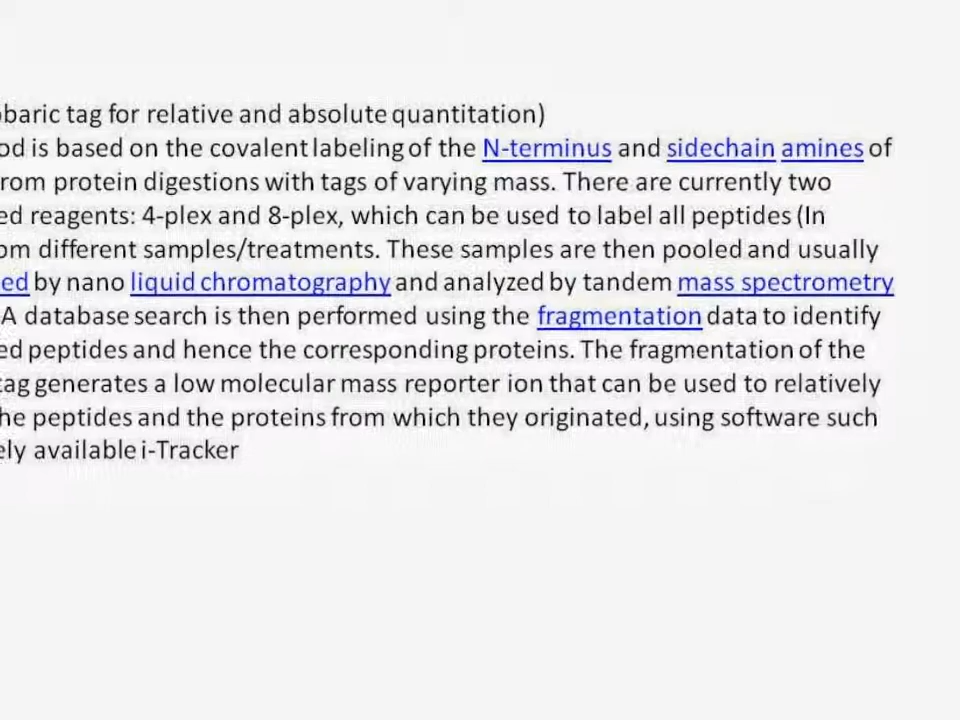 baric tag for relative and absolute quantitation)
od is based on the covalent labeling of the N-terminus and sidechain amines of
rom protein digestions with tags of varying mass. There are currently two
ed reagents: 4-plex and 8-plex, which can be used to label all peptides (In
om different samples/treatments. These samples are then pooled and usually
ed by nano liquid chromatography and analyzed by tandem mass spectrometry
A database search is then performed using the fragmentation data to identify
ed peptides and hence the corresponding proteins. The fragmentation of the
tag generates a low molecular mass reporter ion that can be used to relatively
he peptides and the proteins from which they originated, using software such
ely available i-Tracker